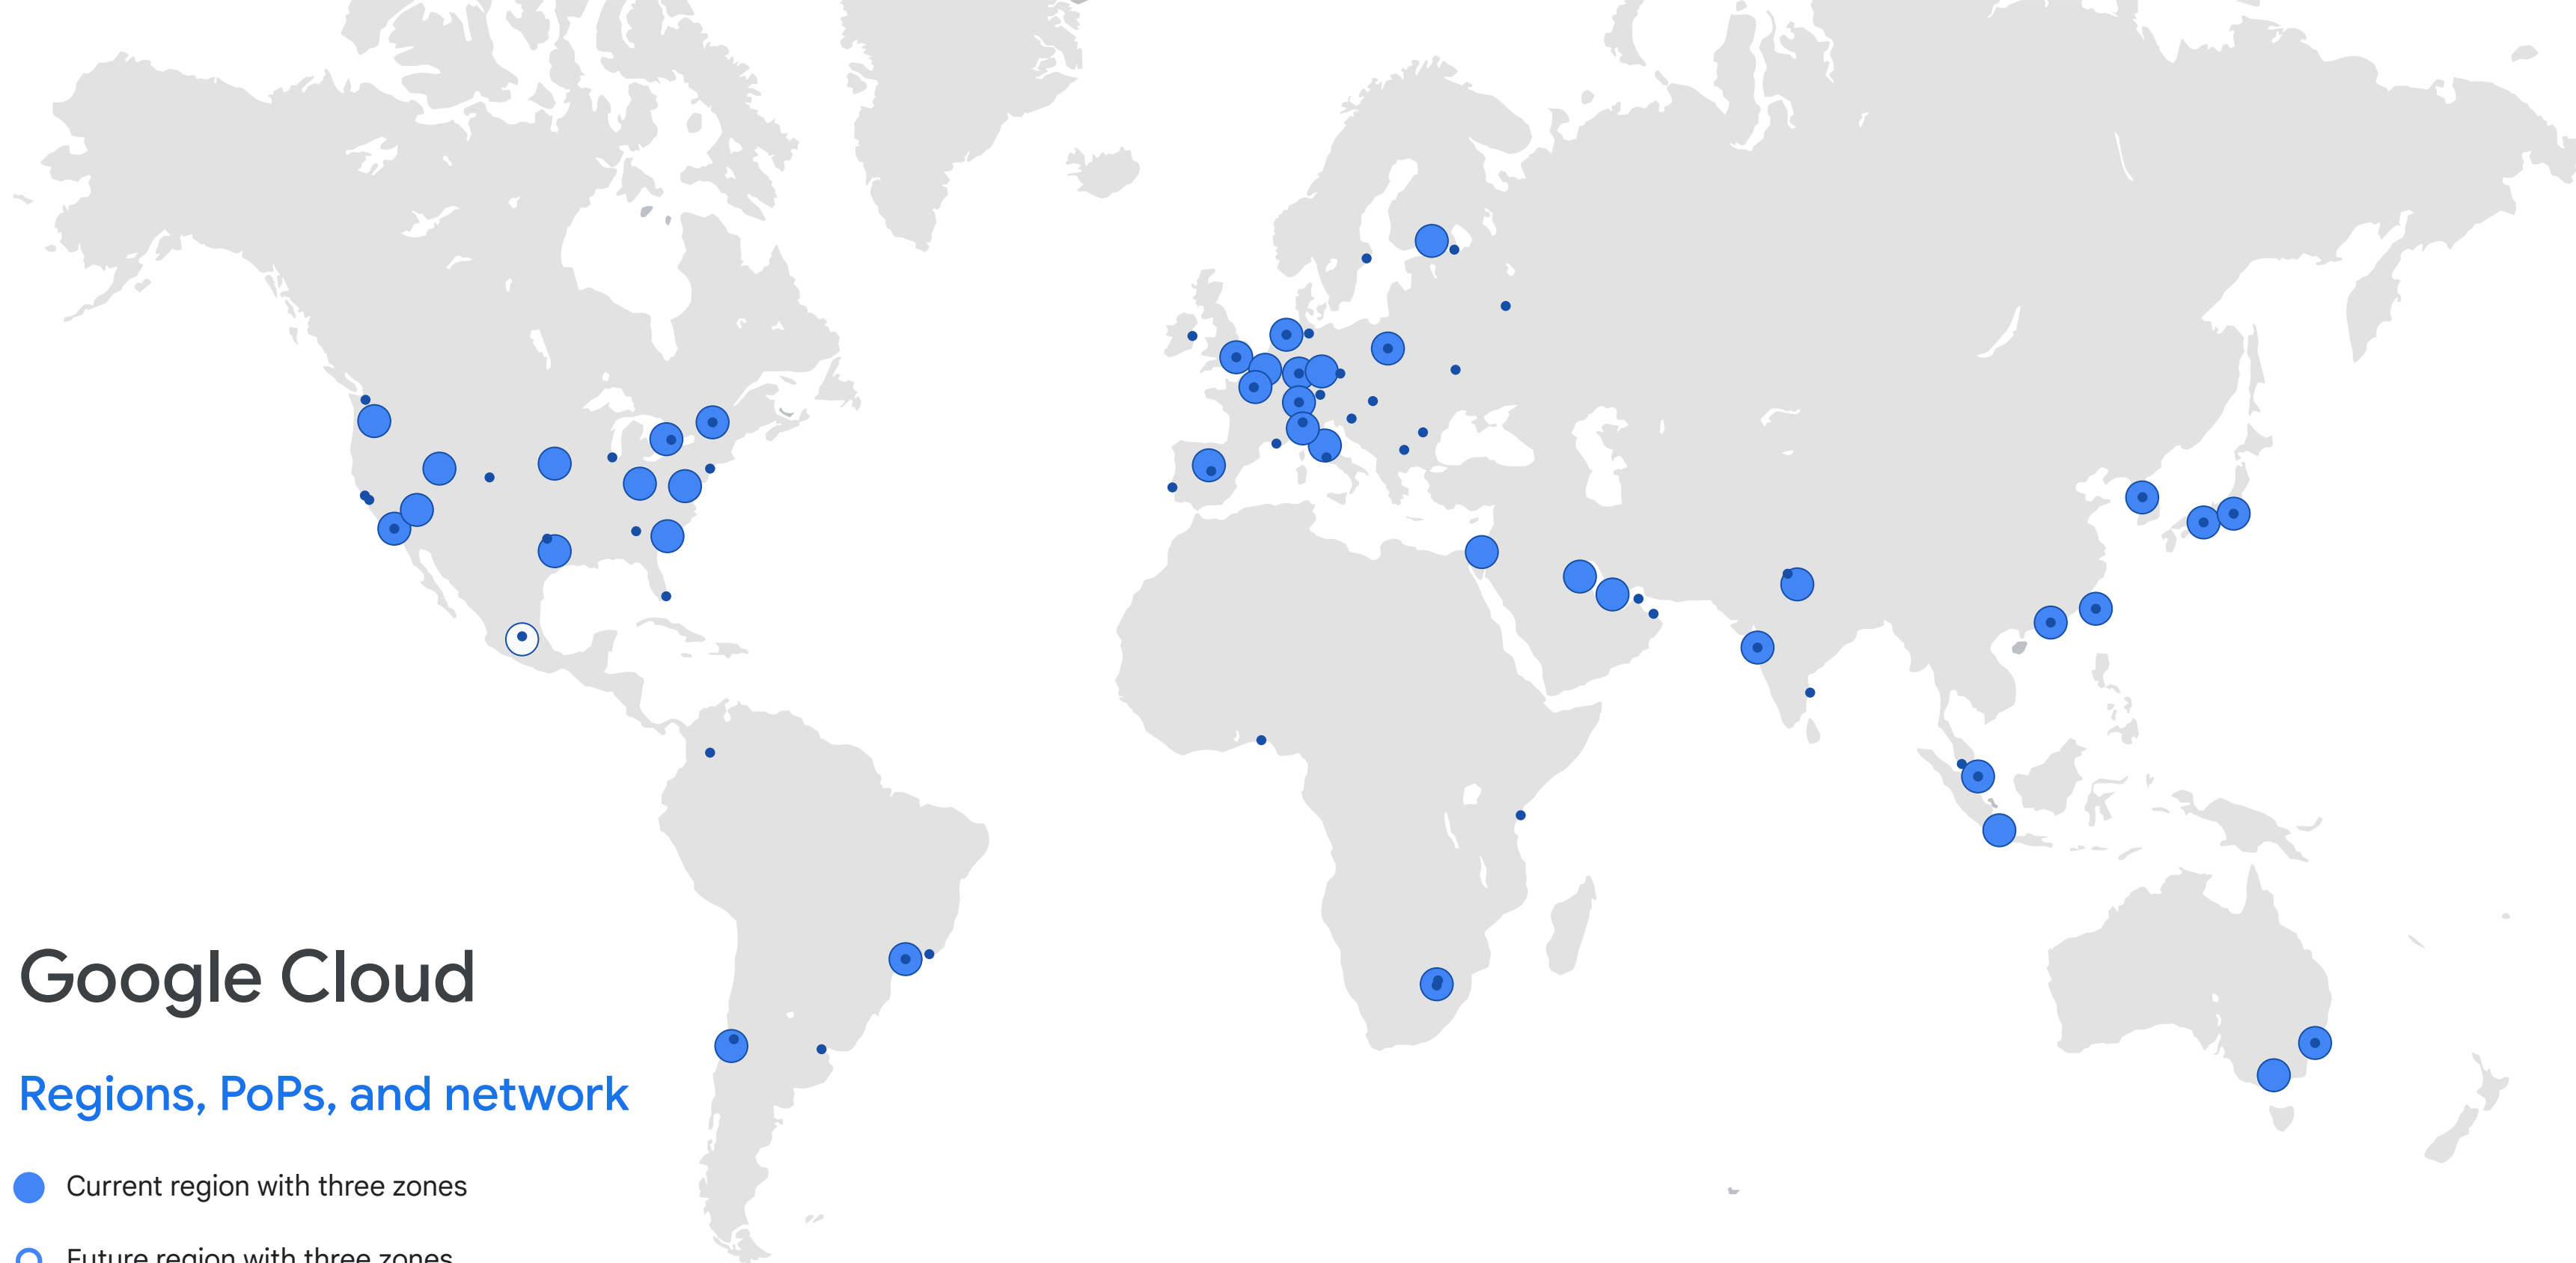 Google Cloud
Regions, PoPs, and network
Current region with three zones
Future region with three zones